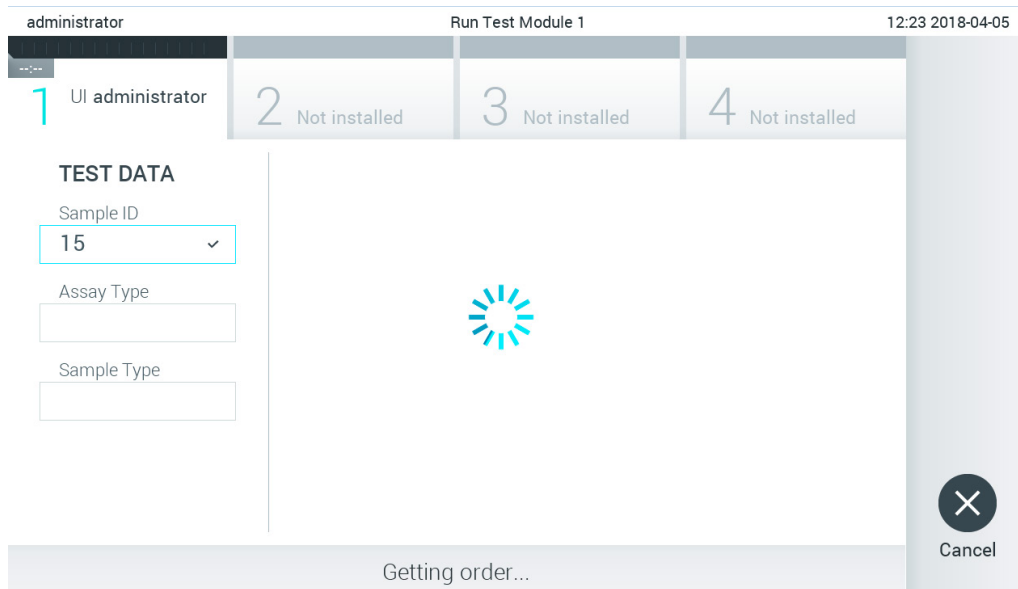 administrator Run Test Module 1 12:23 2018-04-05
--:--
1 UI administrator 2 Not installed 3 Not installed 4 Not installed
TEST DATA
Sample ID
15
Assay Type
Sample Type
Cancel
Getting order...